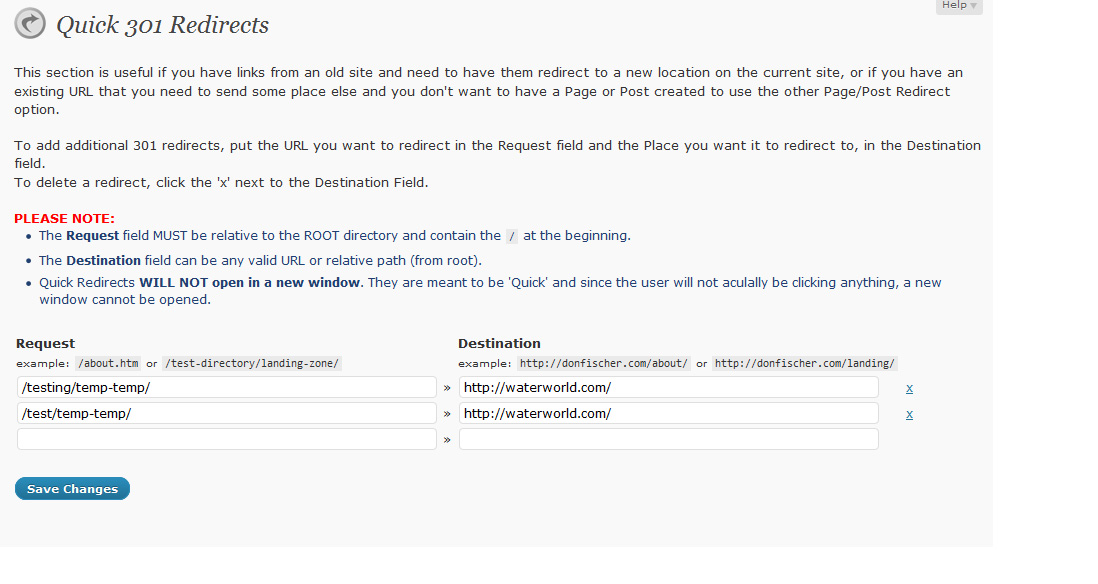 Help
Quick 301 Redirects
This section is useful if you have links from an old site and need to have them redirect to a new location on the current site, or if you have an
existing URL that you need to send some place else and you don't want to have a Page or Post created to use the other Page/Post Redirect
option.
To add additional 301 redirects, put the URL you want to redirect in the Request field and the Place you want it to redirect to, in the Destination
field.
To delete a redirect, click the 'x' next to the Destination Field.
PLEASE NOTE:
• The Request field MUST be relative to the ROOT directory and contain the / at the beginning.
• The Destination field can be any valid URL or relative path (from root).
• Quick Redirects WILL NOT open in a new window. They are meant to be 'Quick' and since the user will not aculally be clicking anything, a new
window cannot be opened.
Request Destination
example: /about.htm or /test-directory/landing-zone/ example: http://donfischer.com/about/ or http://donfischer.com/landing/
/testing/temp-temp/ » http://waterworld.com/ x
/test/temp-temp/ » http://waterworld.com/ x
»
Save Changes